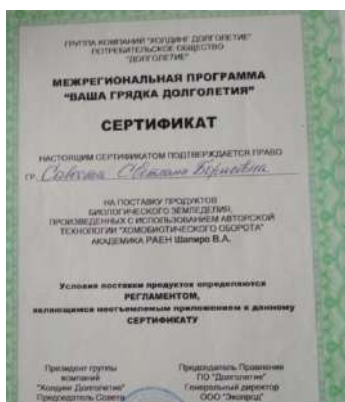 ГРУППА КОМПАНИЙ "ХОЛДИНГ ДОЛГОЛЕТИЕ"
ПОТРЕБИТЕЛЬСКОЕ ОБЩЕСТВО
"ДОЛГОЛЕТИЕ"
МЕЖРЕГИОНАЛЬНАЯ ПРОГРАММА
"ВАША ГРЯДКА ДОЛГОЛЕТИЯ"
СЕРТИФИКАТ
НАСТОЯЩИМ СЕРТИФИКАТОМ ПОДТВЕРЖДАЕТСЯ ПРАВО
ГР. Светлана
НА ПОСТАВКУ ПРОДУКТОВ
БИОЛОГИЧЕСКОГО ЗЕМЛЕДЕЛИЯ,
ПРОИЗВЕДЕННЫХ С ИСПОЛЬЗОВАНИЕМ АВТОРСКОЙ
ТЕХНОЛОГИИ "ХОМОБИОТИЧЕСКОГО ОБОРОТА"
АКАДЕМИКА РАЕН Шапиро В.А.
Условия поставки продуктов определяются
РЕГЛАМЕНТОМ,
являющимся неотъемлемым приложением к данному
СЕРТИФИКАТУ
Президент группы
компаний
"Холдинг Долголетие"
Председатель Совета
Председатель Правления
ПО "Долголетие"
Генеральный директор
ООО "Экопрод"